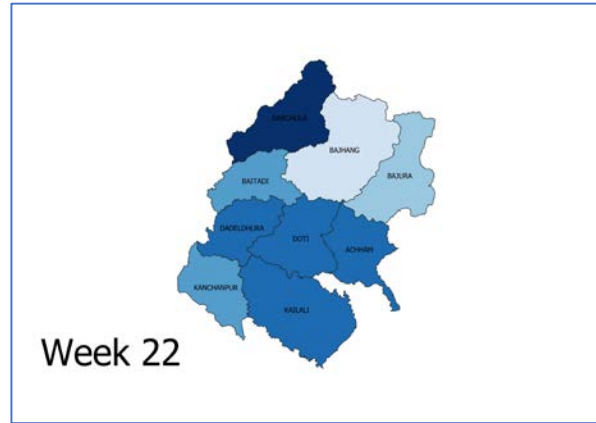 DARCHULA
BAJHANG
BAJURA
BAITADI
DADELDHURA
DOTI
ACHHAM
KANCHANPUR
KAILALI
Week 22